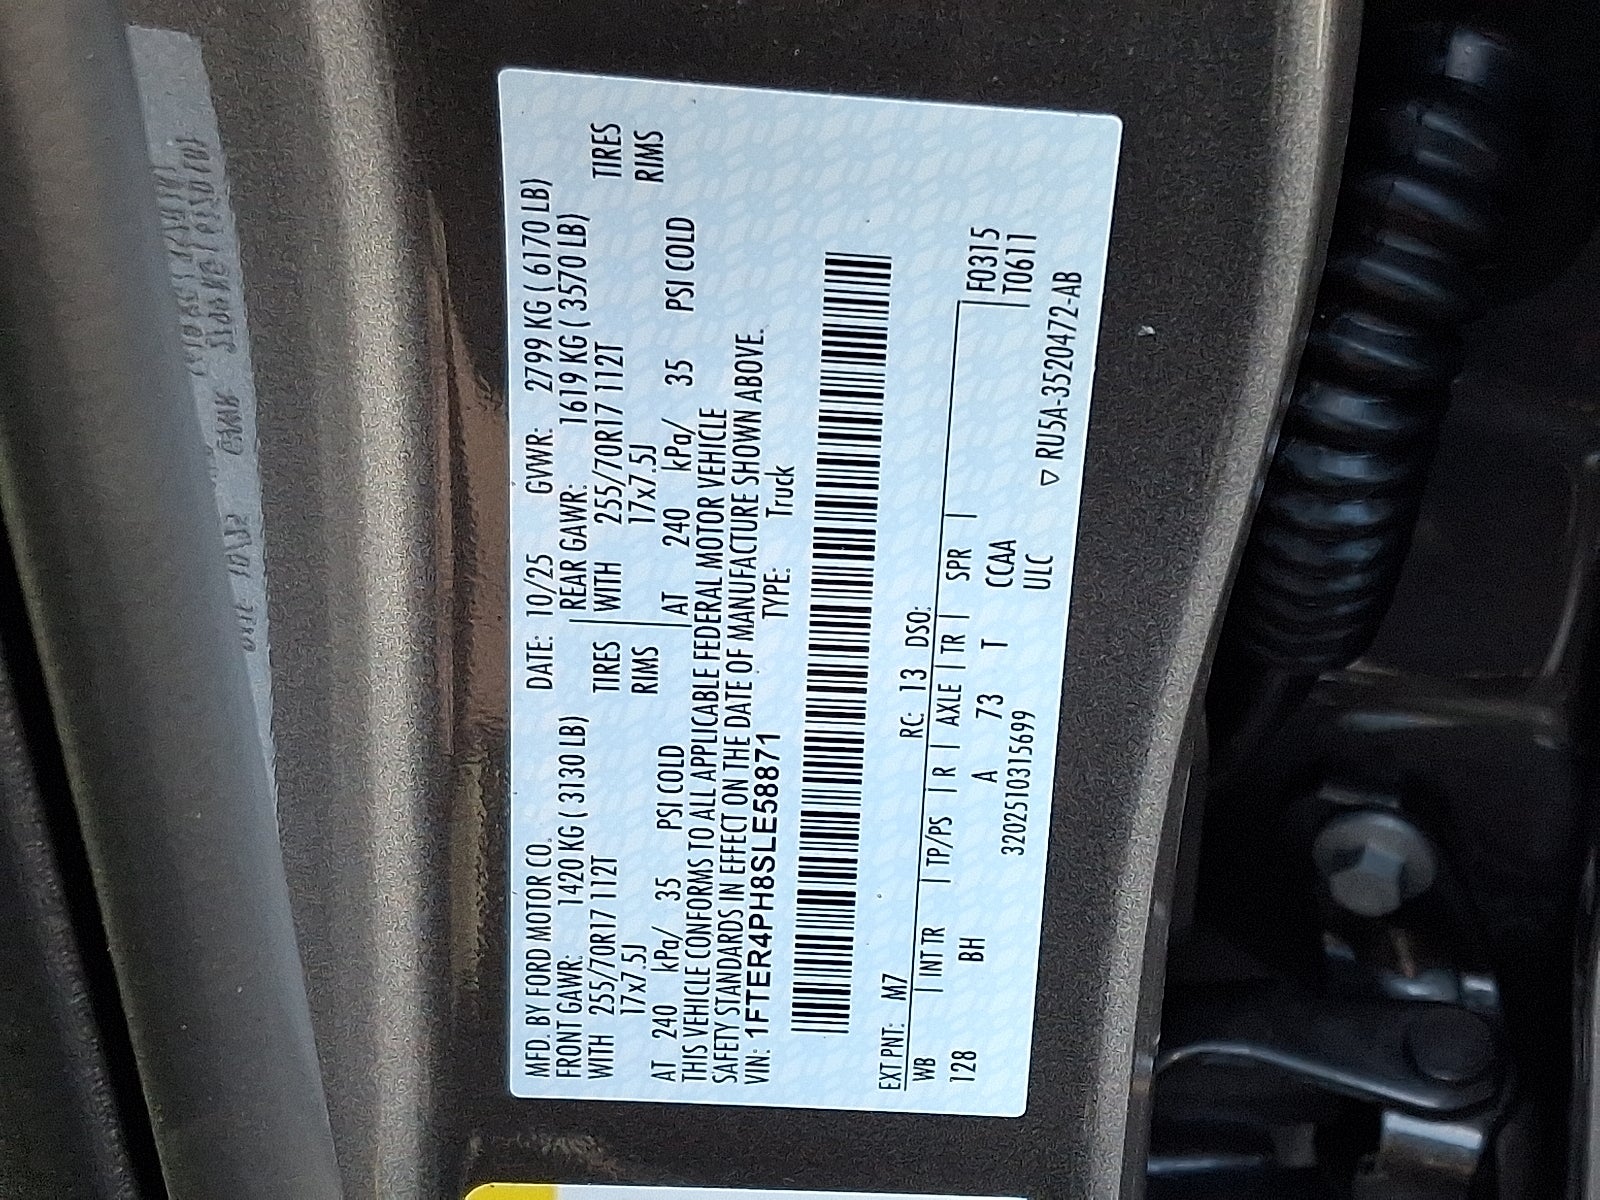 MFD. BY FORD MOTOR CO. DATE: 10/25 GVWR: 2799 KG ( 6170 LB)
FRONT GAWR: 1420 KG ( 3130 LB) REAR GAWR: 1619 KG ( 3570 LB)
WITH 255/70R17 112T TIRES WITH 255/70R17 112T TIRES
17x7.5J RIMS 17x7.5J RIMS
AT 240 kPa/ 35 PSI COLD AT 240 kPa/ 35 PSI COLD
THIS VEHICLE CONFORMS TO ALL APPLICABLE FEDERAL MOTOR VEHICLE
SAFETY STANDARDS IN EFFECT ON THE DATE OF MANUFACTURE SHOWN ABOVE.
VIN: 1FTER4PH8SLE58871 TYPE: Truck
EXT PNT: M7 RC: 13 DSO:
WB | INT TR | TP/PS | R | AXLE | TR | SPR | F0315
128 BH A 73 T CCAA T0611
3202510315699 ULC ▽ RU5A-3520472-AB